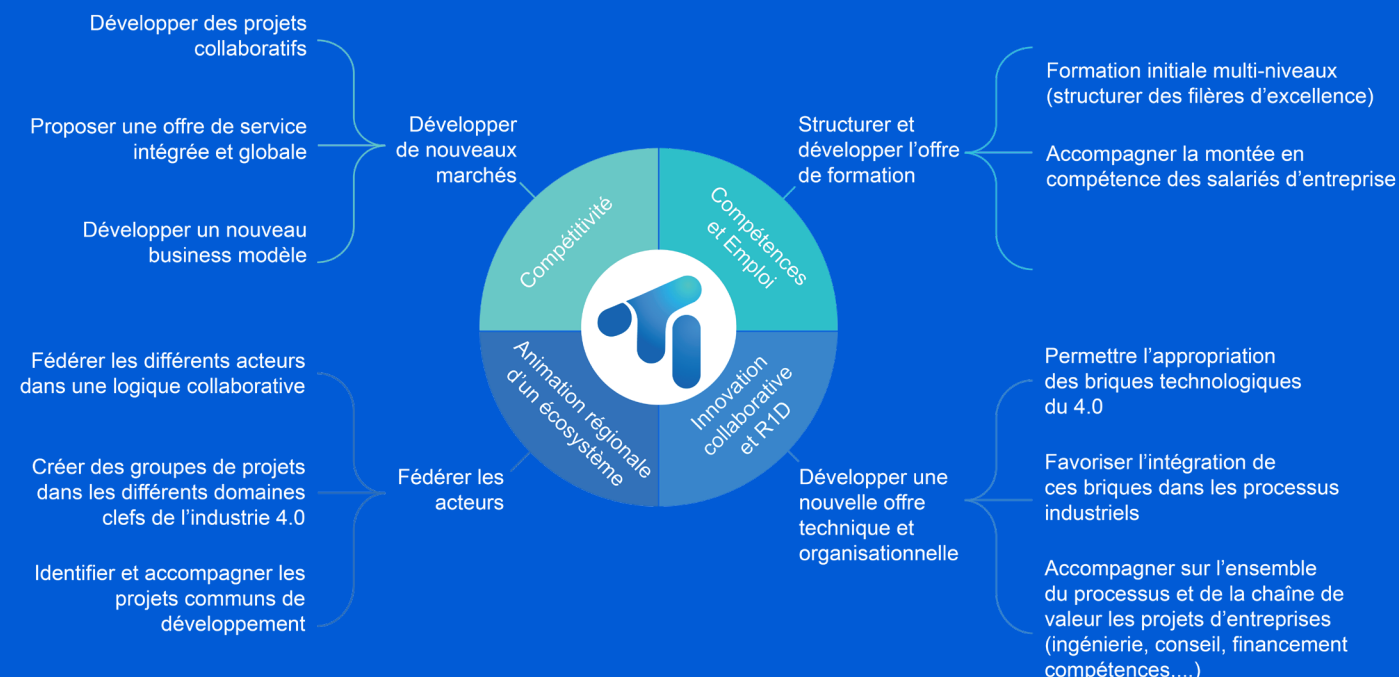 Développer des projets
collaboratifs
Proposer une offre de service
intégrée et globale
Développer un nouveau
business modèle
Développer
de nouveaux
marchés
Compétitivité
Compétences
et Emploi
Structurer et
développer l’offre
de formation
Formation initiale multi-niveaux
(structurer des filères d’excellence)
Accompagner la montée en
compétence des salariés d’entreprise
Fédérer les différents acteurs
dans une logique collaborative
Créer des groupes de projets
dans les différents domaines
clefs de l’industrie 4.0
Identifier et accompagner les
projets communs de
développement
Fédérer les
acteurs
Animation régionale
d’un écosystème
Innovation
collaborative
et R1D
Développer une
nouvelle offre
technique et
organisationnelle
Permettre l’appropriation
des briques technologiques
du 4.0
Favoriser l’intégration de
ces briques dans les processus
industriels
Accompagner sur l’ensemble
du processus et de la chaîne de
valeur les projets d’entreprises
(ingénierie, conseil, financement
compétences....)